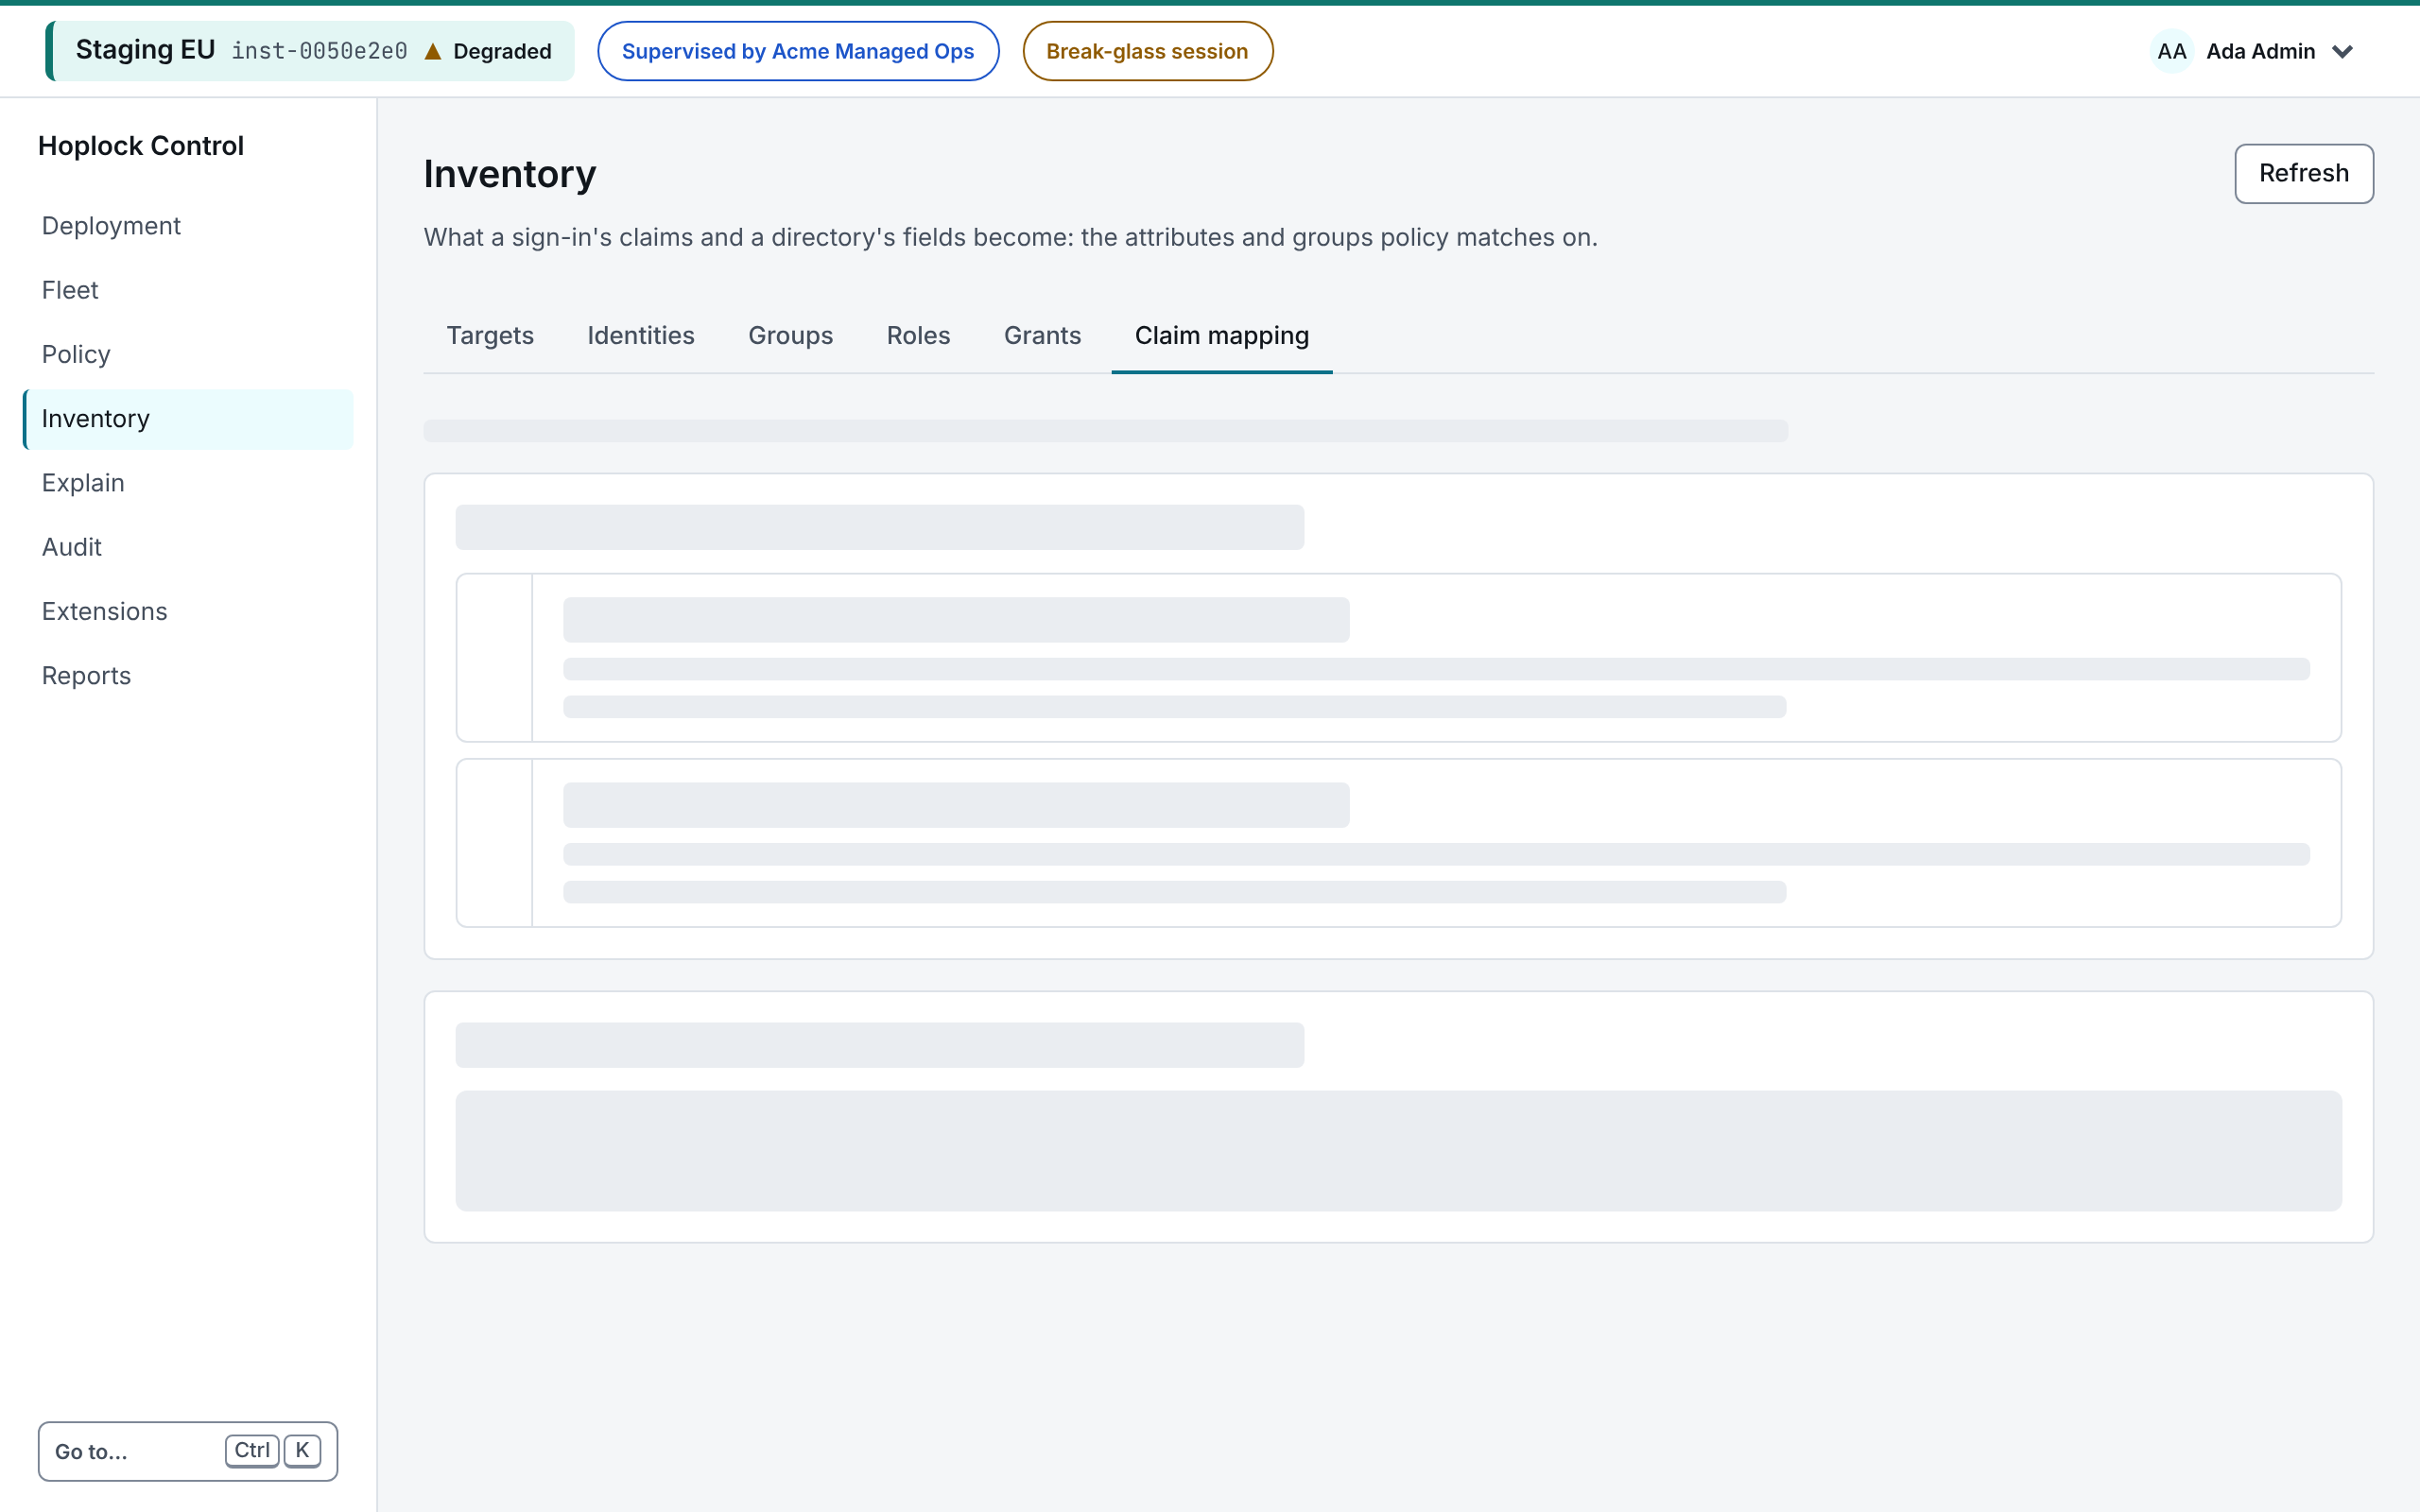 Staging EU inst-0050e2e0 Degraded Supervised by Acme Managed Ops Break-glass session AA Ada Admin
Hoplock Control
Deployment
Fleet
Policy
Inventory
Explain
Audit
Extensions
Reports
Go to... Ctrl K
Inventory
Refresh
What a sign-in's claims and a directory's fields become: the attributes and groups policy matches on.
Targets Identities Groups Roles Grants Claim mapping